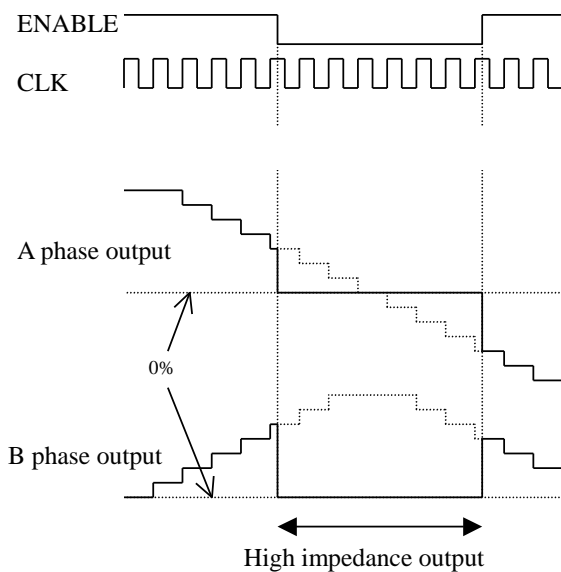 ENABLE
CLK
A phase output
0%
B phase output
High impedance output